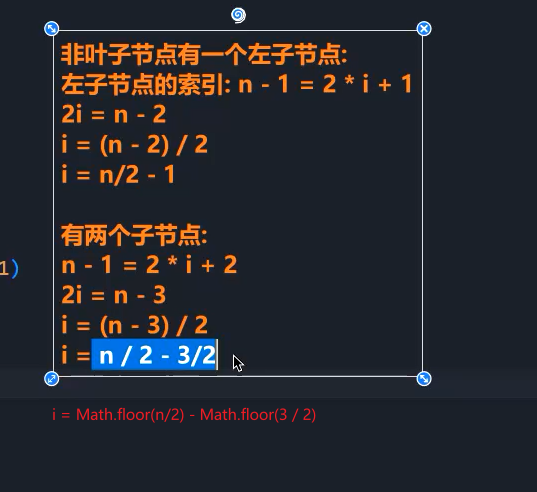 非叶子节点有一个左子节点:
左子节点的索引: n - 1 = 2 * i + 1
2i = n - 2
i = (n - 2) / 2
i = n/2 - 1
有两个子节点:
1)
n - 1 = 2 * i + 2
2i = n - 3
i = (n - 3) / 2
i = n / 2 - 3/2
i = Math.floor(n/2) - Math.floor(3 / 2)